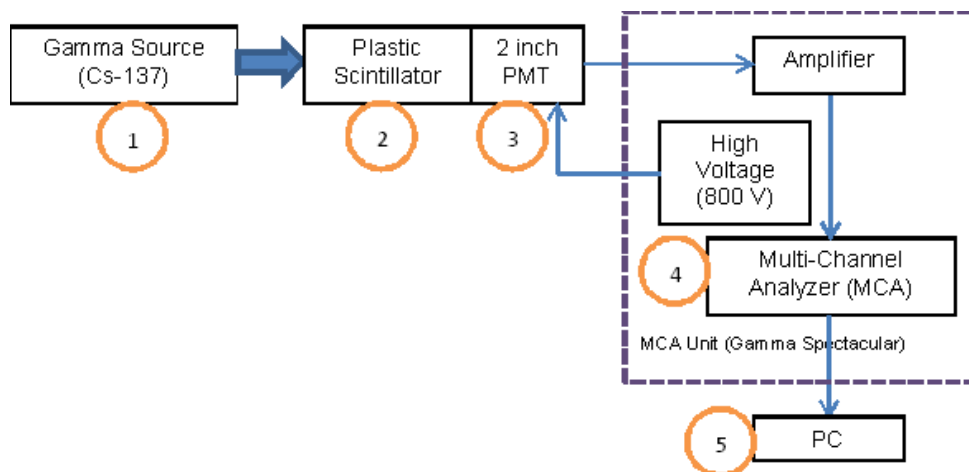 Gamma Source
(Cs-137)
1
Plastic
Scintillator
2
2 inch
PMT
3
Amplifier
High
Voltage
(800 V)
4
Multi-Channel
Analyzer (MCA)
MCA Unit (Gamma Spectacular)
5
PC